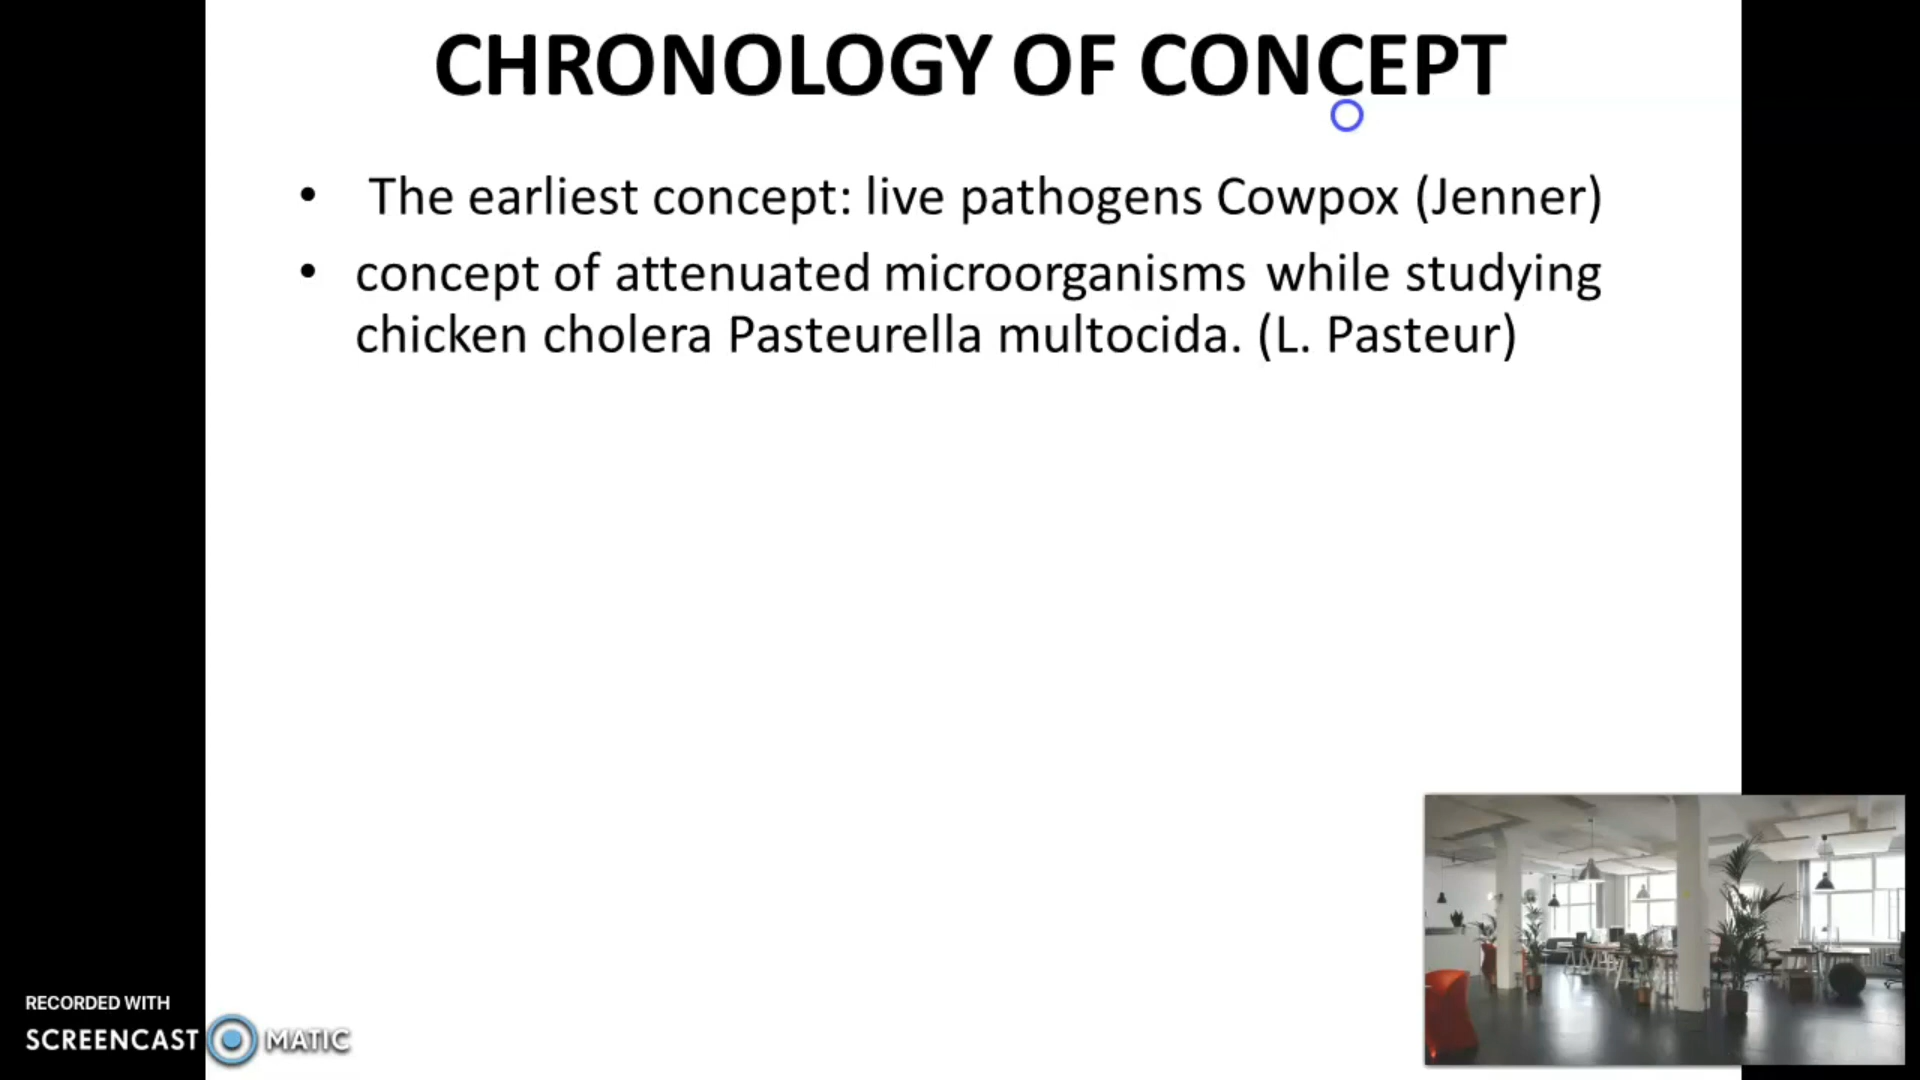 CHRONOLOGY OF CONCEPT
• The earliest concept: live pathogens Cowpox (Jenner)
• concept of attenuated microorganisms while studying
chicken cholera Pasteurella multocida. (L. Pasteur)
RECORDED WITH
SCREENCAST MATIC